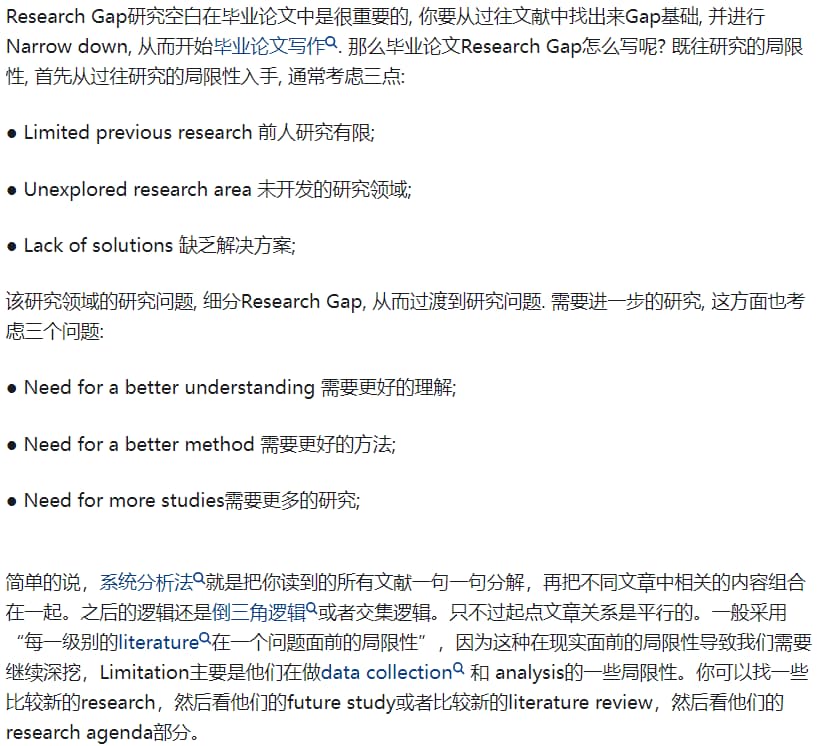 Research Gap研究空白在毕业论文中是很重要的, 你要从过往文献中找出来Gap基础, 并进行
Narrow down, 从而开始毕业论文写作. 那么毕业论文Research Gap怎么写呢? 既往研究的局限
性, 首先从过往研究的局限性入手, 通常考虑三点:
● Limited previous research 前人研究有限;
● Unexplored research area 未开发的研究领域;
● Lack of solutions 缺乏解决方案;
该研究领域的研究问题, 细分Research Gap, 从而过渡到研究问题. 需要进一步的研究, 这方面也考
虑三个问题:
● Need for a better understanding 需要更好的理解;
● Need for a better method 需要更好的方法;
● Need for more studies需要更多的研究;
简单的说，系统分析法就是把你读到的所有文献一句一句分解，再把不同文章中相关的内容组合
在一起。之后的逻辑还是倒三角逻辑或者交集逻辑。只不过起点文章关系是平行的。一般采用
“每一级别的literature在一个问题面前的局限性”，因为这种在现实面前的局限性导致我们需要
继续深挖，Limitation主要是他们在做data collection 和 analysis的一些局限性。你可以找一些
比较新的research，然后看他们的future study或者比较新的literature review，然后看他们的
research agenda部分。